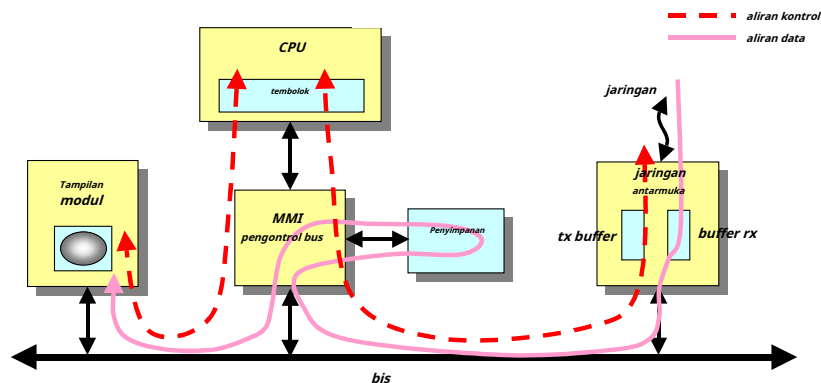 aliran kontrol
aliran data
CPU
tembolok
jaringan
Tampilan
modul
MMI
pengontrol bus
Penyimpanan
jaringan
antarmuka
tx buffer
buffer rx
bis